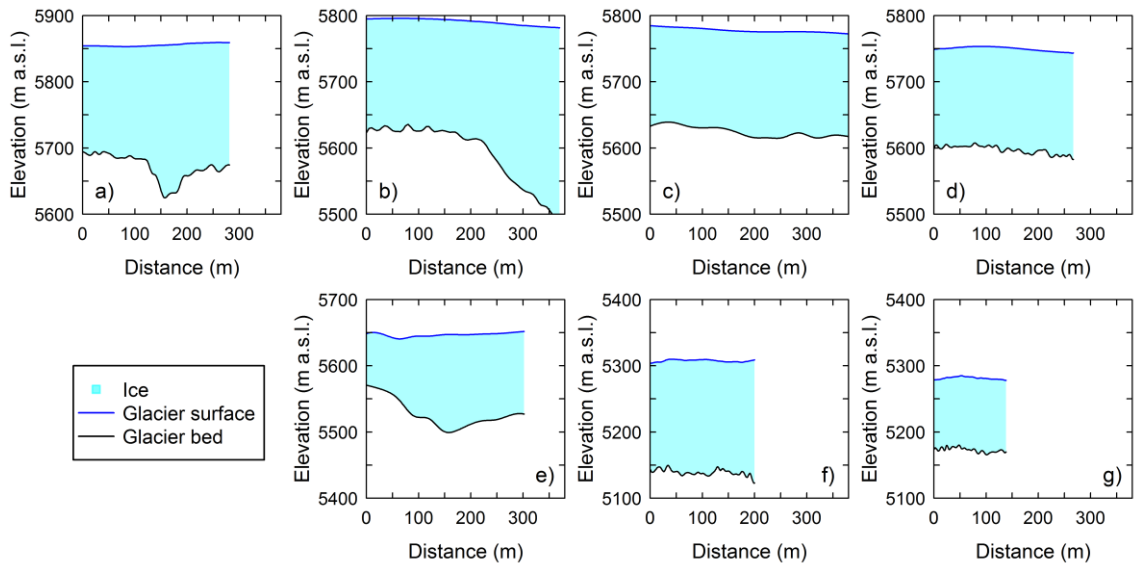 5900
5800
5700
5600
Elevation (m a.s.l.)
a)
0 100 200 300
Distance (m)
5800
5700
5600
5500
Elevation (m a.s.l.)
b)
0 100 200 300
Distance (m)
5800
5700
5600
5500
Elevation (m a.s.l.)
c)
0 100 200 300
Distance (m)
5800
5700
5600
5500
Elevation (m a.s.l.)
d)
0 100 200 300
Distance (m)
Ice
Glacier surface
Glacier bed
5700
5600
5500
5400
Elevation (m a.s.l.)
e)
0 100 200 300
Distance (m)
5400
5300
5200
5100
Elevation (m a.s.l.)
f)
0 100 200 300
Distance (m)
5400
5300
5200
5100
Elevation (m a.s.l.)
g)
0 100 200 300
Distance (m)